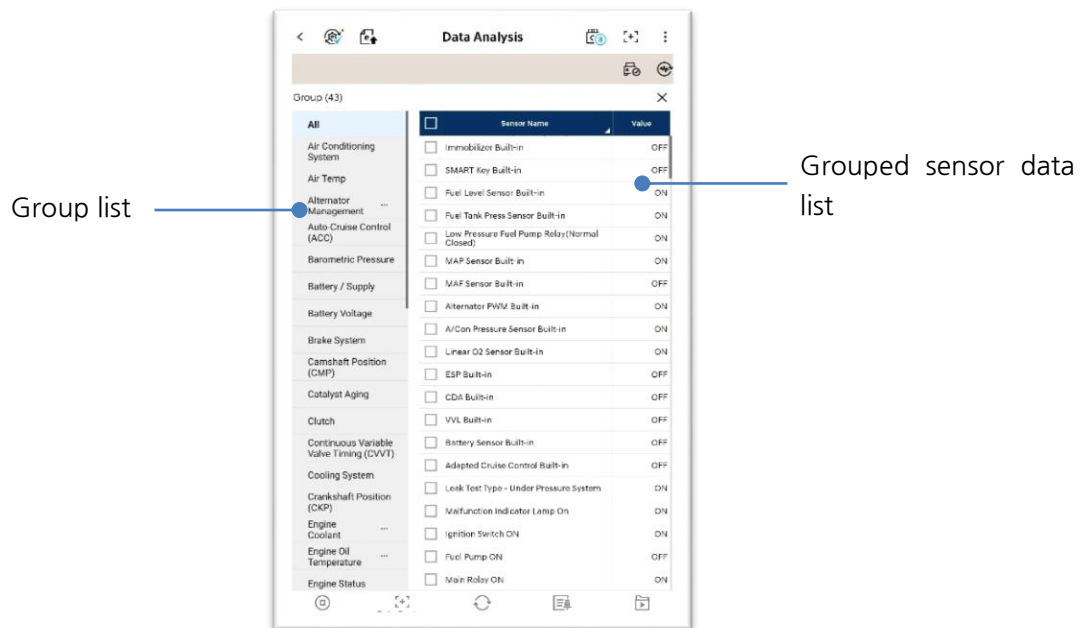 Data Analysis
Group (43)
All
Air Conditioning
System
Air Temp
Alternator ...
Management
Auto Cruise Control
(ACC)
Barometric Pressure
Battery / Supply
Battery Voltage
Brake System
Camshaft Position
(CMP)
Catalyst Aging
Clutch
Continuous Variable
Valve Timing (CVVT)
Cooling System
Crankshaft Position
(CKP)
Engine ...
Coolant
Engine Oil ...
Temperature
Engine Status
Sensor Name Value
Immobilizer Built-in OFF
SMART Key Built-in OFF
Fuel Level Sensor Built-in ON
Fuel Tank Press Sensor Built-in ON
Low Pressure Fuel Pump Relay(Normal
Closed) ON
MAP Sensor Built-in ON
MAF Sensor Built-in OFF
Alternator PWM Built-in ON
A/Con Pressure Sensor Built-in ON
Linear O2 Sensor Built-in ON
ESP Built-in OFF
CDA Built-in OFF
VVL Built-in OFF
Battery Sensor Built-in OFF
Adapted Cruise Control Built-in OFF
Leak Test Type - Under Pressure System ON
Malfunction Indicator Lamp On ON
Ignition Switch ON ON
Fuel Pump ON OFF
Main Relay ON ON
Group list
Grouped sensor data
list